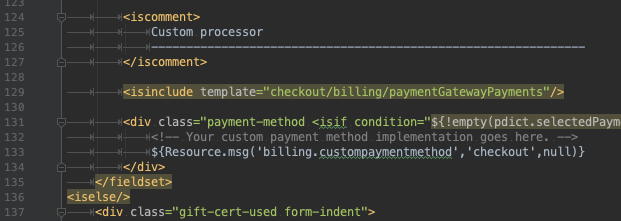 123
124 <iscomment>
125 Custom processor
126 ----------------------------------------------------------------
127 </iscomment>
128
129 <isinclude template="checkout/billing/paymentGatewayPayments"/>
130
131 <div class="payment-method <isif condition="${!empty(pdict.selectedPaym
132 <!-- Your custom payment method implementation goes here. -->
133 ${Resource.msg('billing.custompaymentmethod','checkout',null)}
134 </div>
135 </fieldset>
136 <iselse/>
137 <div class="gift-cert-used form-indent">